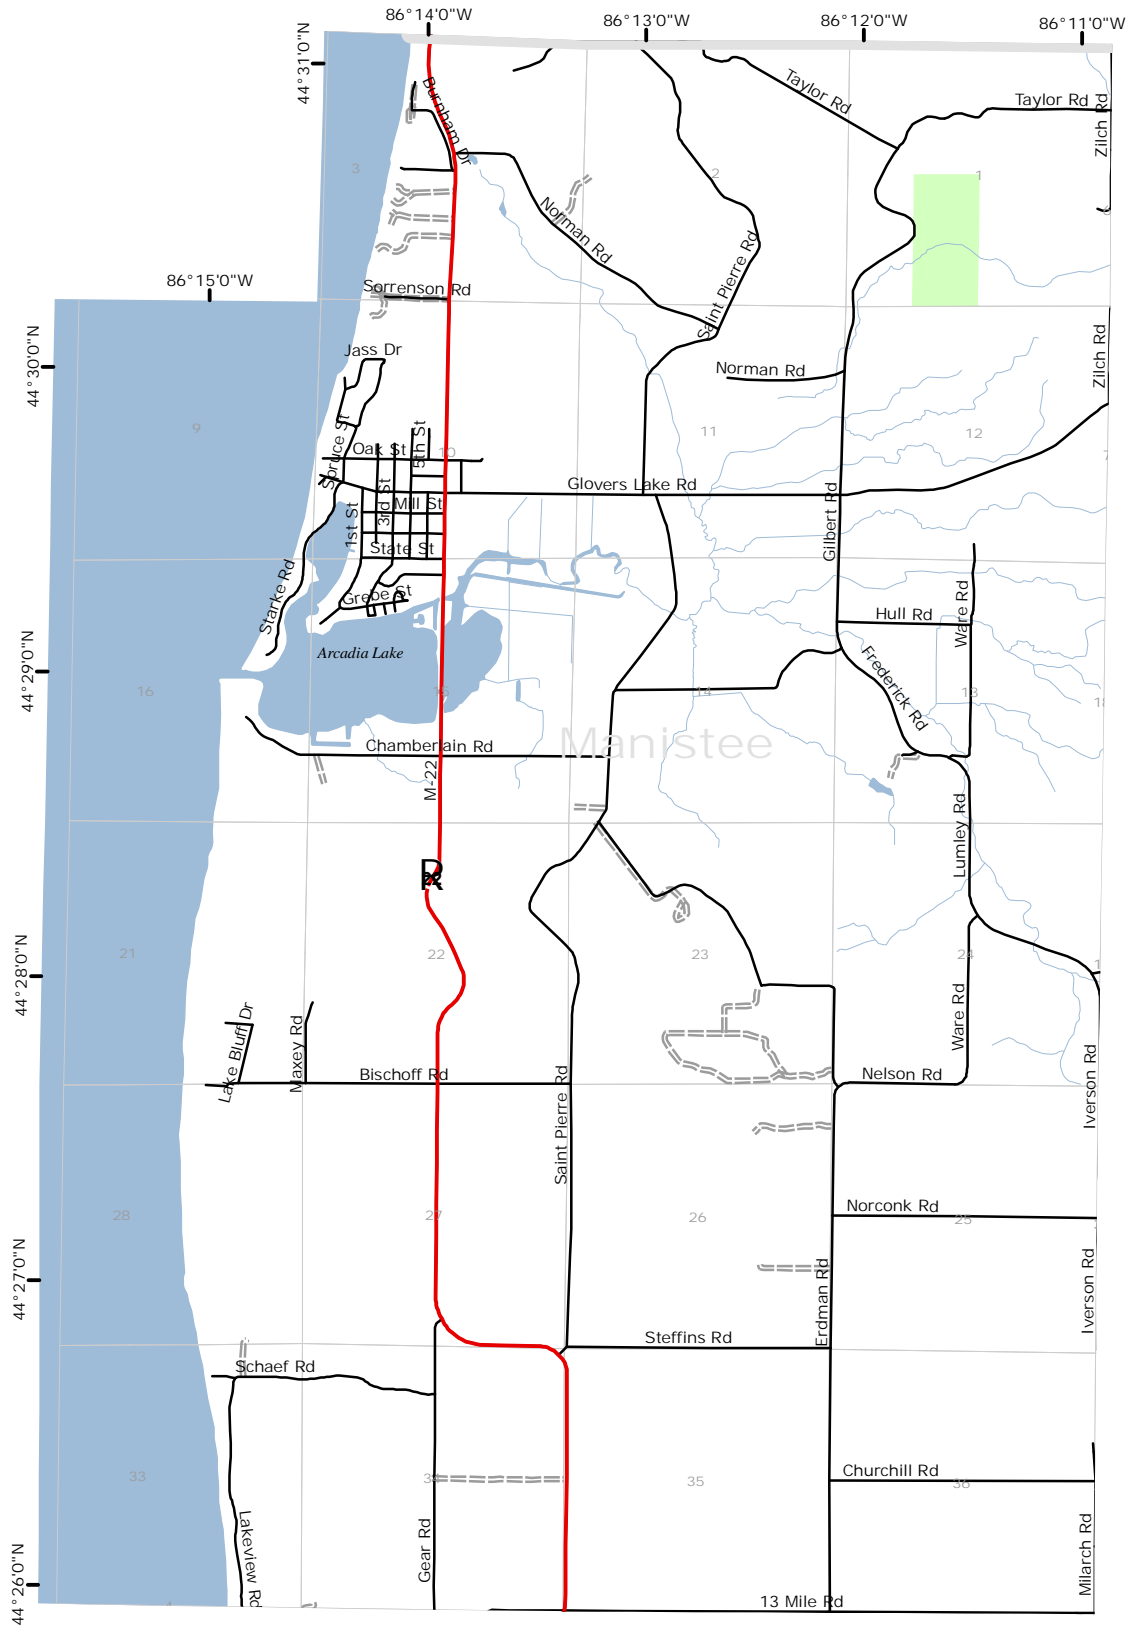 86°14'0"W
86°13'0"W
86°12'0"W
86°11'0"W
44°31'0"N
Burnham Dr
Taylor Rd
Taylor Rd
Zilch Rd
3
2
1
Norman Rd
Saint Pierre Rd
86°15'0"W
Sorrenson Rd
44°30'0"N
Jass Dr
Norman Rd
Zilch Rd
9
10
11
12
Spruce St
Oak St
5th St
Glovers Lake Rd
3rd St
Mill St
1st St
State St
Gilbert Rd
Starke Rd
Grebe St
Hull Rd
Ware Rd
44°29'0"N
Arcadia Lake
Frederick Rd
16
15
14
13
Chamberlain Rd
Manistee
M-22
Lumley Rd
44°28'0"N
21
22
23
24
Lake Bluff Dr
Maxey Rd
Ware Rd
Bischoff Rd
Nelson Rd
Saint Pierre Rd
Iverson Rd
28
27
26
Norconk Rd
25
44°27'0"N
Erdman Rd
Iverson Rd
Steffins Rd
Schaef Rd
33
34
35
Churchill Rd
36
Lakeview Rd
Gear Rd
Milarch Rd
44°26'0"N
13 Mile Rd